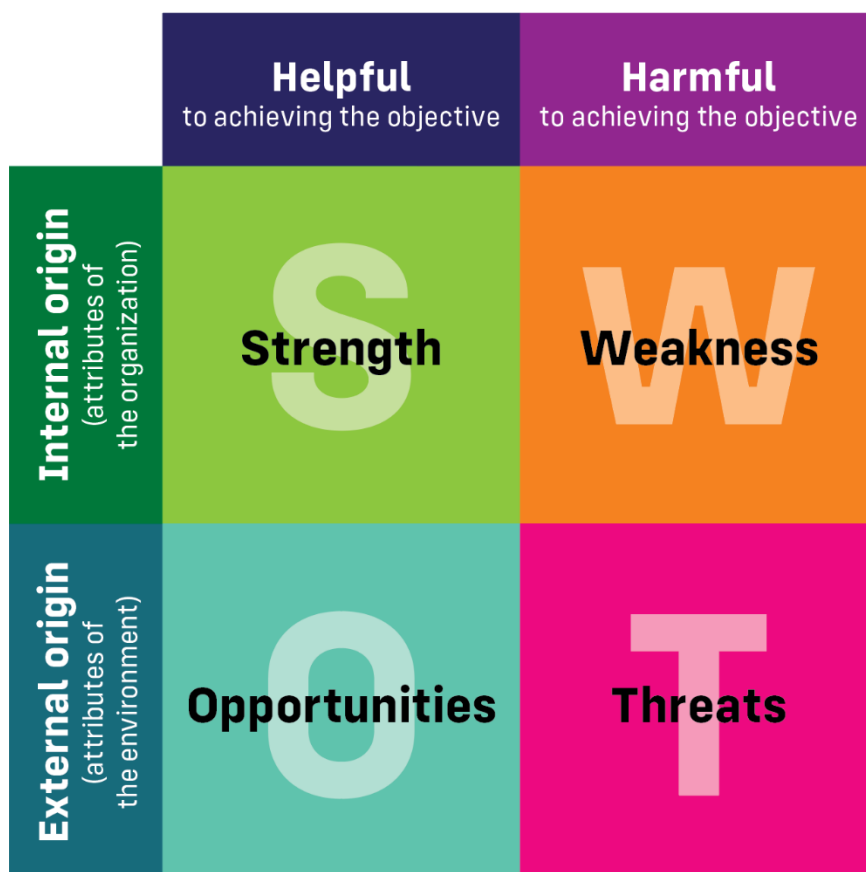 Helpful
to achieving the objective
Harmful
to achieving the objective
Internal origin
(attributes of
the organization)
S
Strength
W
Weakness
External origin
(attributes of
the environment)
O
Opportunities
T
Threats